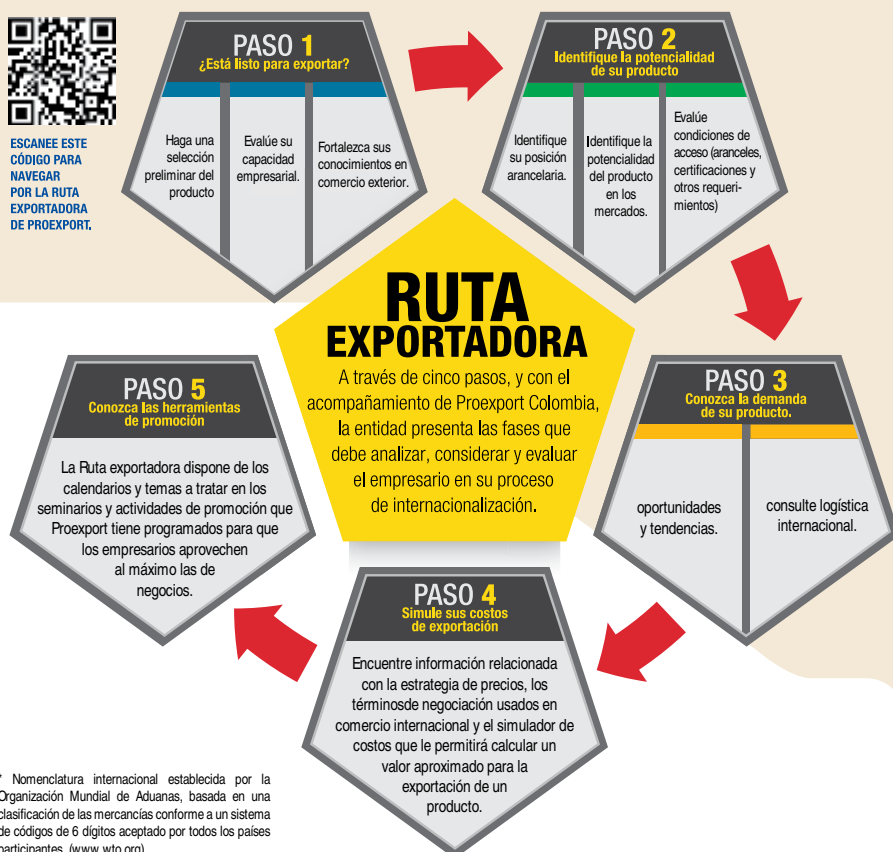 ESCANEE ESTE
CÓDIGO PARA
NAVEGAR
POR LA RUTA
EXPORTADORA
DE PROEXPORT.
PASO 1
¿Está listo para exportar?
Haga una
selección
preliminar del
producto
Evalúe su
capacidad
empresarial.
Fortalezca sus
conocimientos en
comercio exterior.
PASO 2
Identifique la potencialidad
de su producto
Identifique
su posición
arancelaria.
Identifique la
potencialidad
del producto
en los
mercados.
Evalúe
condiciones de
acceso (aranceles,
certificaciones y
otros requeri-
mientos)
RUTA
EXPORTADORA
A través de cinco pasos, y con el
acompañamiento de Proexport Colombia,
la entidad presenta las fases que
debe analizar, considerar y evaluar
el empresario en su proceso
de internacionalización.
PASO 3
Conozca la demanda
de su producto.
oportunidades
y tendencias.
consulte logística
internacional.
PASO 4
Simule sus costos
de exportación
Encuentre información relacionada
con la estrategia de precios, los
términosde negociación usados en
comercio internacional y el simulador de
costos que le permitirá calcular un
valor aproximado para la
exportación de un
producto.
PASO 5
Conozca las herramientas
de promoción
La Ruta exportadora dispone de los
calendarios y temas a tratar en los
seminarios y actividades de promoción que
Proexport tiene programados para que
los empresarios aprovechen
al máximo las de
negocios.
* Nomenclatura internacional establecida por la
Organización Mundial de Aduanas, basada en una
clasificación de las mercancías conforme a un sistema
de códigos de 6 dígitos aceptado por todos los países
participantes. (www.wto.org)